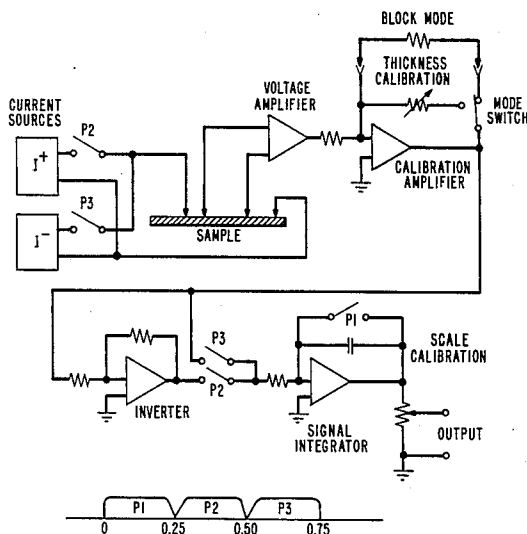 BLOCK MODE
THICKNESS
CALIBRATION
VOLTAGE
AMPLIFIER
MODE
SWITCH
CURRENT
SOURCES
P2
I+
CALIBRATION
AMPLIFIER
P3
I-
SAMPLE
P1
P3
SCALE
CALIBRATION
P2
INVERTER
SIGNAL
INTEGRATOR
OUTPUT
P1 P2 P3
0 0.25 0.50 0.75